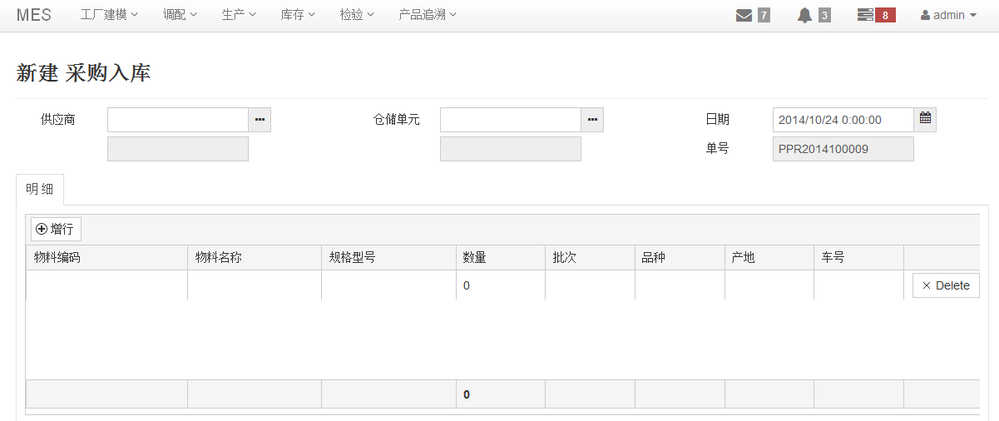 MES 工厂建模 调配 生产 库存 检验 产品追溯 7 3 8 admin
新建 采购入库
供应商 ... 仓储单元 ... 日期 2014/10/24 0:00:00
单号 PPR2014100009
明 细
增行
物料编码 物料名称 规格型号 数量 批次 品种 产地 车号
0 × Delete
0